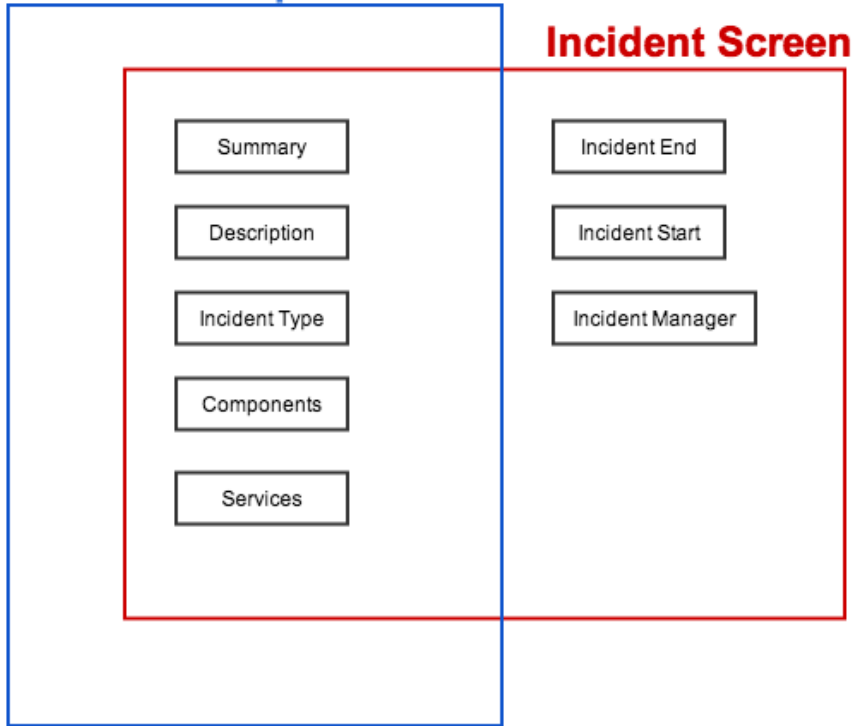 Incident Screen
Summary
Description
Incident Type
Components
Services
Incident End
Incident Start
Incident Manager